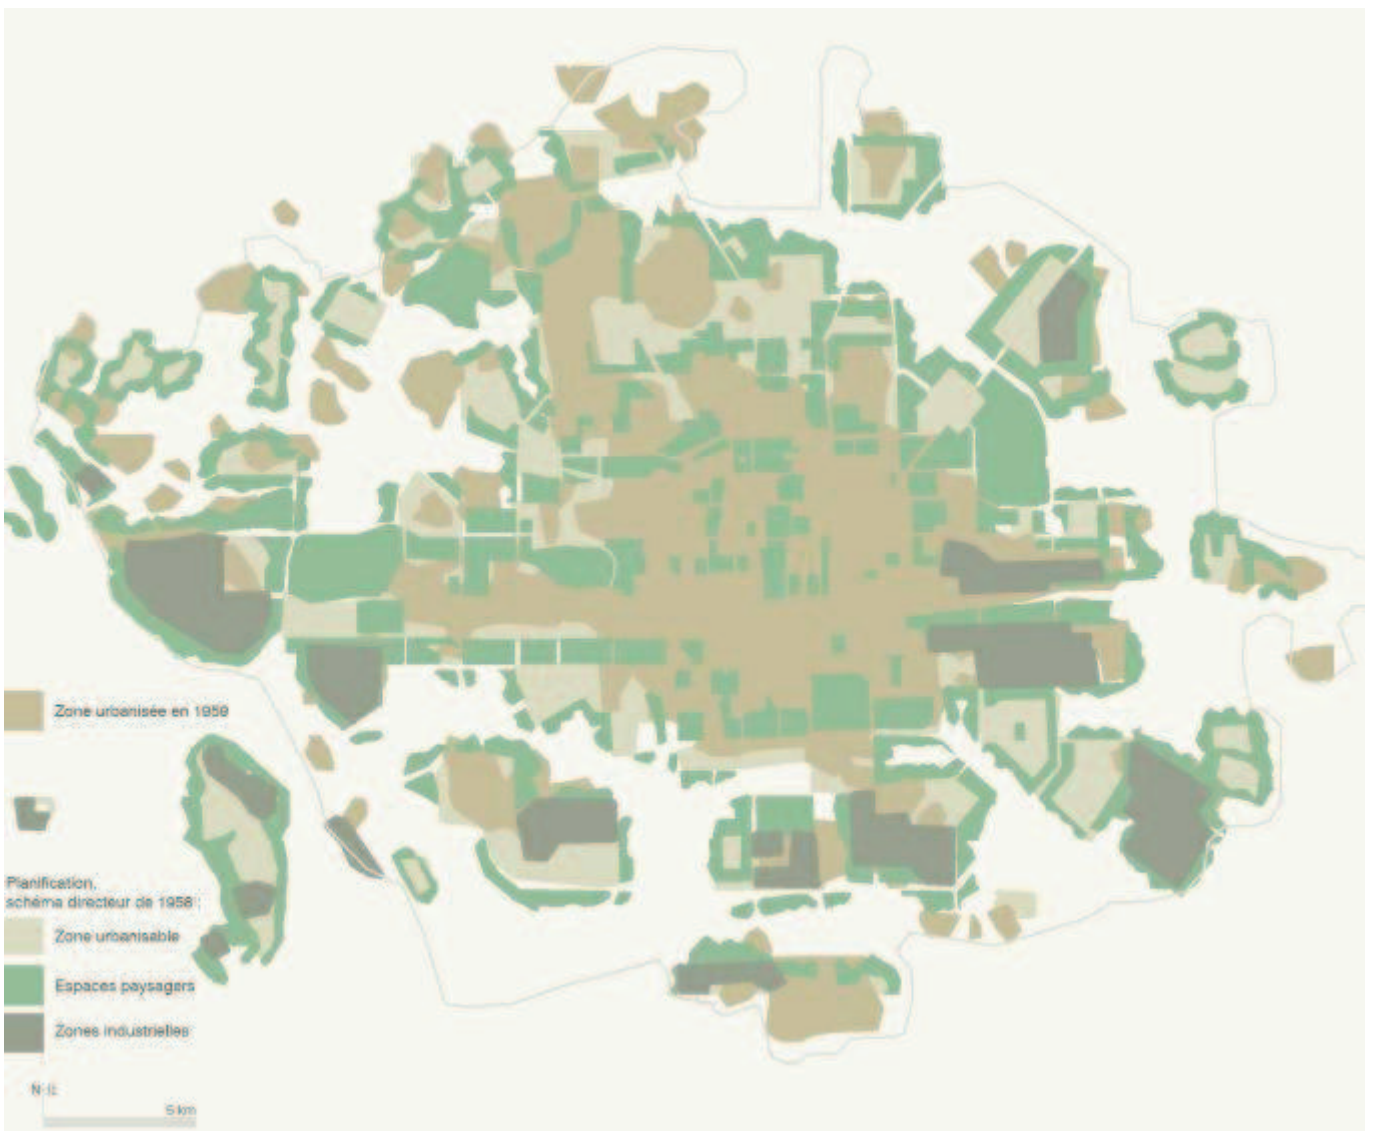 Zone urbanisée en 1959
Planification,
schéma directeur de 1958 :
Zone urbanisable
Espaces paysagers
Zones industrielles
5 km